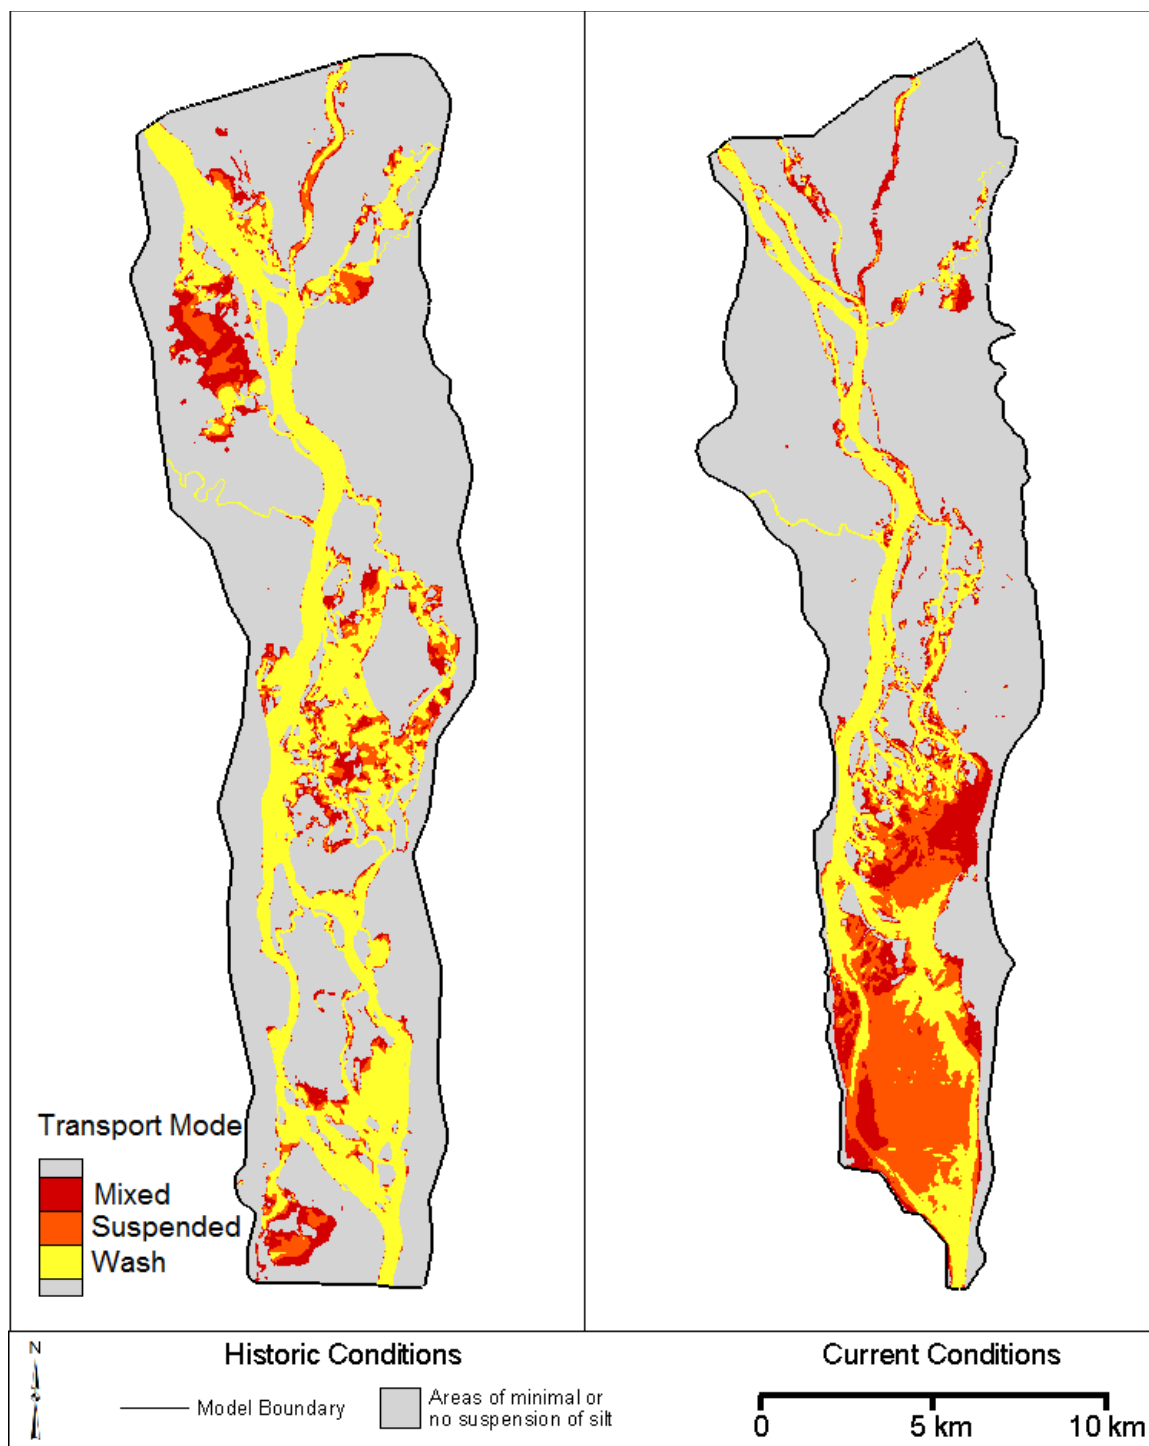 Transport Mode
Mixed
Suspended
Wash
N
Historic Conditions
Current Conditions
Model Boundary
Areas of minimal or
no suspension of silt
0 5 km 10 km